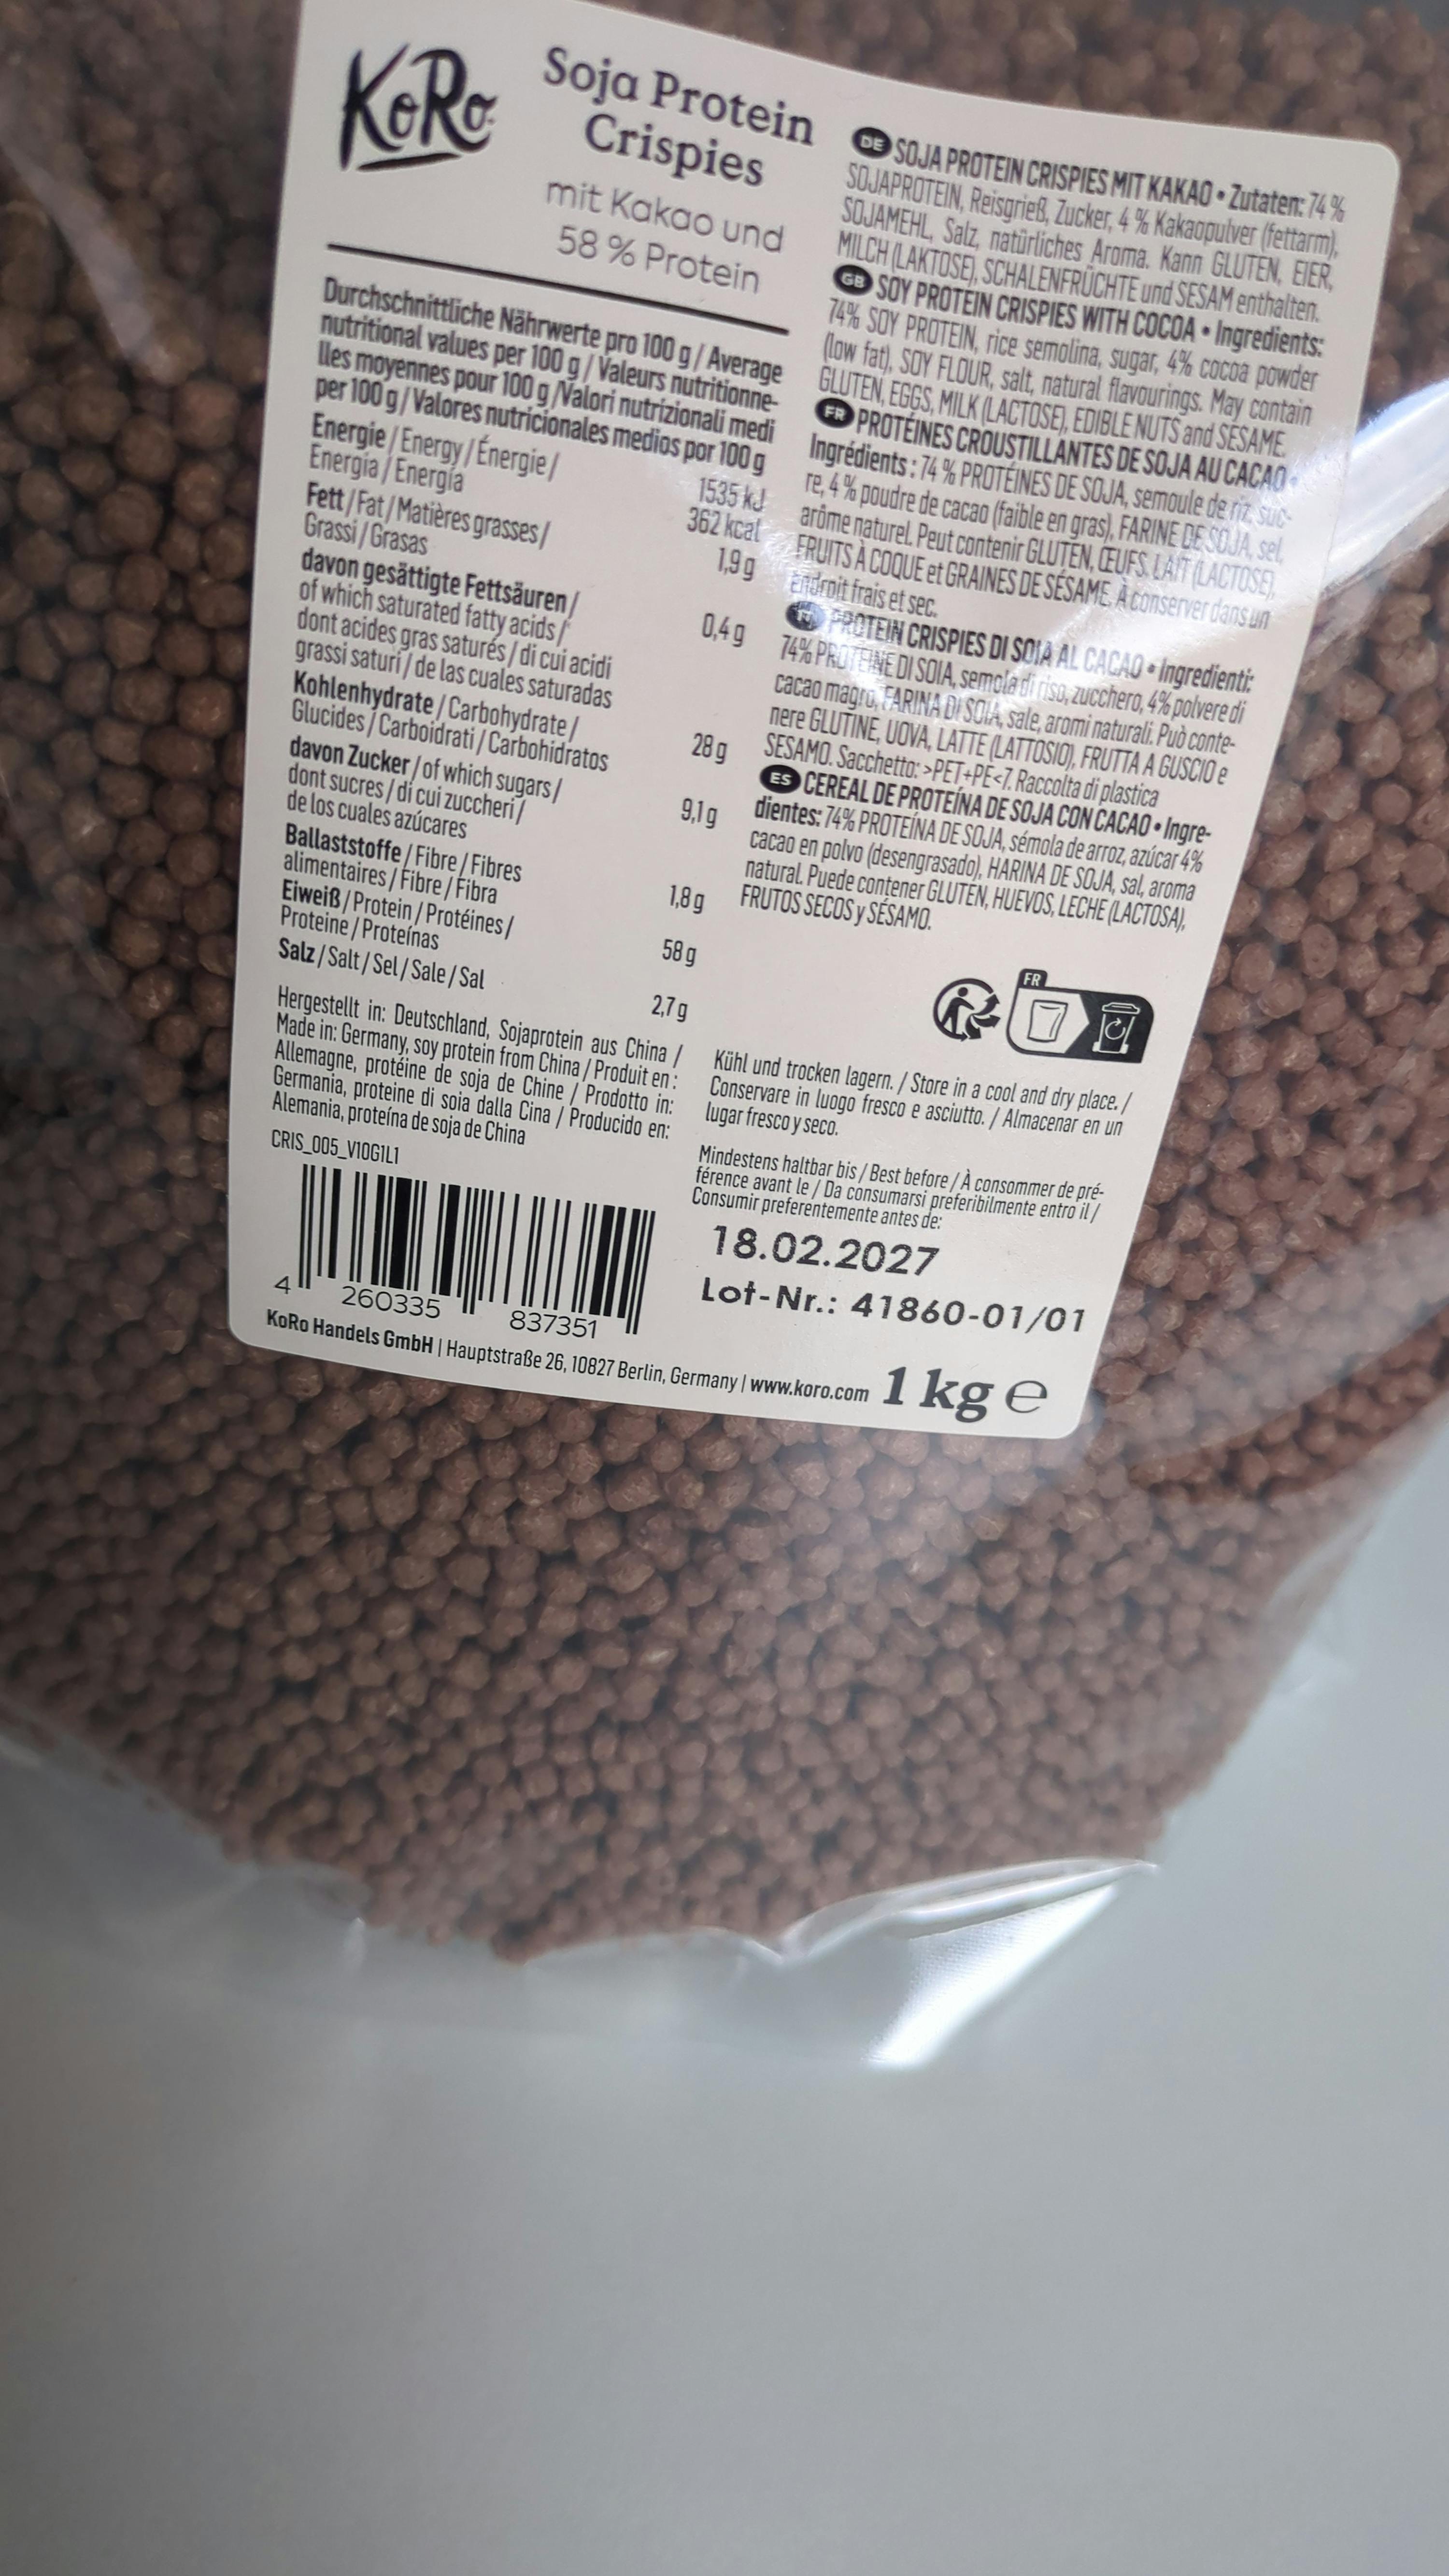 KoRo
Soja Protein
Crispies
mit Kakao und
58 % Protein
Durchschnittliche Nährwerte pro 100 g / Average
nutritional values per 100 g / Valeurs nutritionne-
lles moyennes pour 100 g /Valori nutrizionali medi
per 100 g / Valores nutricionales medios por 100 g
Energie / Energy / Énergie /
Energia / Energía
1535 kJ
362 kcal
Fett / Fat / Matières grasses /
Grassi / Grasas
1,9 g
davon gesättigte Fettsäuren /
of which saturated fatty acids /
dont acides gras saturés / di cui acidi
grassi saturi / de las cuales saturadas
0,4 g
Kohlenhydrate / Carbohydrate /
Glucides / Carboidrati / Carbohidratos
28 g
davon Zucker / of which sugars /
dont sucres / di cui zuccheri /
de los cuales azúcares
9,1 g
Ballaststoffe / Fibre / Fibres
alimentaires / Fibre / Fibra
1,8 g
Eiweiß / Protein / Protéines /
Proteine / Proteínas
58 g
Salz / Salt / Sel / Sale / Sal
2,7 g
Hergestellt in: Deutschland, Sojaprotein aus China /
Made in: Germany, soy protein from China / Produit en :
Allemagne, protéine de soja de Chine / Prodotto in:
Germania, proteine di soia dalla Cina / Producido en:
Alemania, proteína de soja de China
CRIS_005_V10G1L1
4 260335 837351
DE SOJA PROTEIN CRISPIES MIT KAKAO • Zutaten: 74 %
SOJAPROTEIN, Reisgrieß, Zucker, 4 % Kakaopulver (fettarm),
SOJAMEHL, Salz, natürliches Aroma. Kann GLUTEN, EIER,
MILCH (LAKTOSE), SCHALENFRÜCHTE und SESAM enthalten.
GB SOY PROTEIN CRISPIES WITH COCOA • Ingredients:
74% SOY PROTEIN, rice semolina, sugar, 4% cocoa powder
(low fat), SOY FLOUR, salt, natural flavourings. May contain
GLUTEN, EGGS, MILK (LACTOSE), EDIBLE NUTS and SESAME.
FR PROTÉINES CROUSTILLANTES DE SOJA AU CACAO •
Ingrédients : 74 % PROTÉINES DE SOJA, semoule de riz, suc-
re, 4 % poudre de cacao (faible en gras), FARINE DE SOJA, sel,
arôme naturel. Peut contenir GLUTEN, ŒUFS, LAIT (LACTOSE),
FRUITS À COQUE et GRAINES DE SÉSAME. À conserver dans un
endroit frais et sec.
PROTEIN CRISPIES DI SOIA AL CACAO • Ingredienti:
74% PROTEINE DI SOIA, semola di riso, zucchero, 4% polvere di
cacao magro, FARINA DI SOIA, sale, aromi naturali. Può conte-
nere GLUTINE, UOVA, LATTE (LATTOSIO), FRUTTA A GUSCIO e
SESAMO. Sacchetto: >PET+PE<7. Raccolta di plastica
ES CEREAL DE PROTEÍNA DE SOJA CON CACAO • Ingre-
dientes: 74% PROTEÍNA DE SOJA, sémola de arroz, azúcar 4%
cacao en polvo (desengrasado), HARINA DE SOJA, sal, aroma
natural. Puede contener GLUTEN, HUEVOS, LECHE (LACTOSA),
FRUTOS SECOS y SÉSAMO.
FR
Kühl und trocken lagern. / Store in a cool and dry place. /
Conservare in luogo fresco e asciutto. / Almacenar en un
lugar fresco y seco.
Mindestens haltbar bis / Best before / À consommer de pré-
férence avant le / Da consumarsi preferibilmente entro il /
Consumir preferentemente antes de:
18.02.2027
Lot-Nr.: 41860-01/01
KoRo Handels GmbH | Hauptstraße 26, 10827 Berlin, Germany | www.koro.com
1 kg e